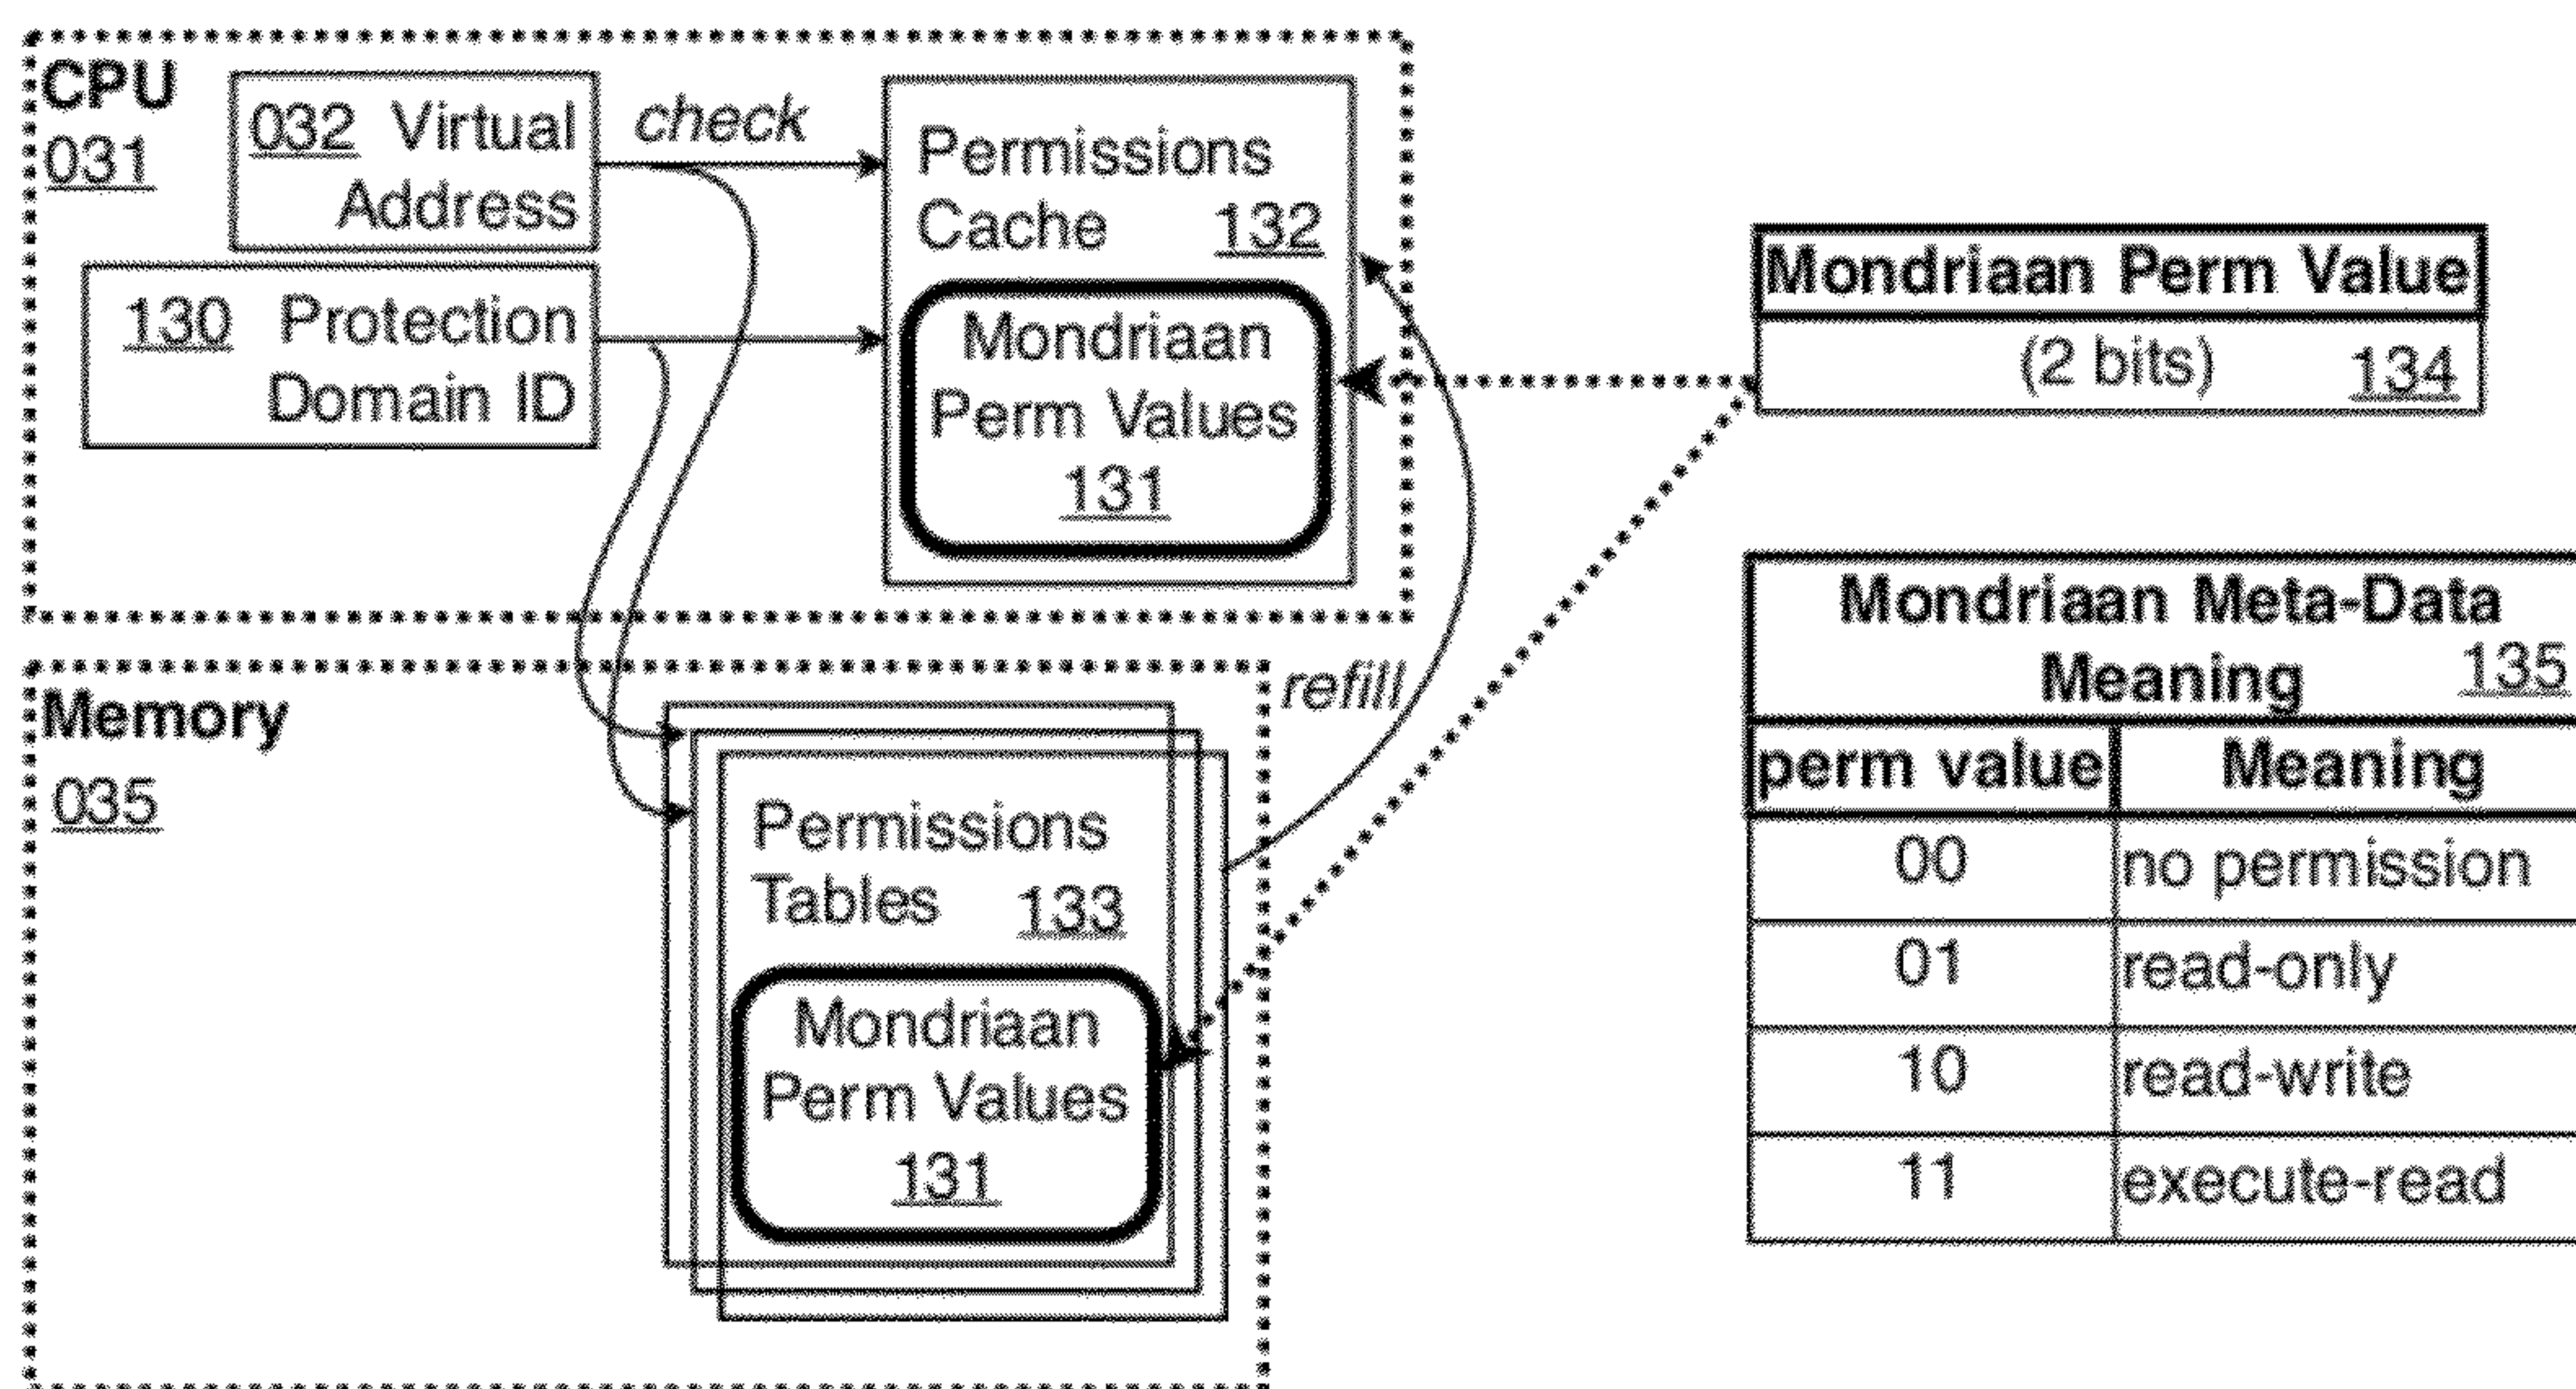 CPU
031
032 Virtual
Address
check
130 Protection
Domain ID
Permissions
Cache 132
Mondriaan
Perm Values
131
Mondriaan Perm Value
(2 bits) 134
Memory
035
refill
Permissions
Tables 133
Mondriaan
Perm Values
131
Mondriaan Meta-Data
Meaning 135
perm value Meaning
00 no permission
01 read-only
10 read-write
11 execute-read